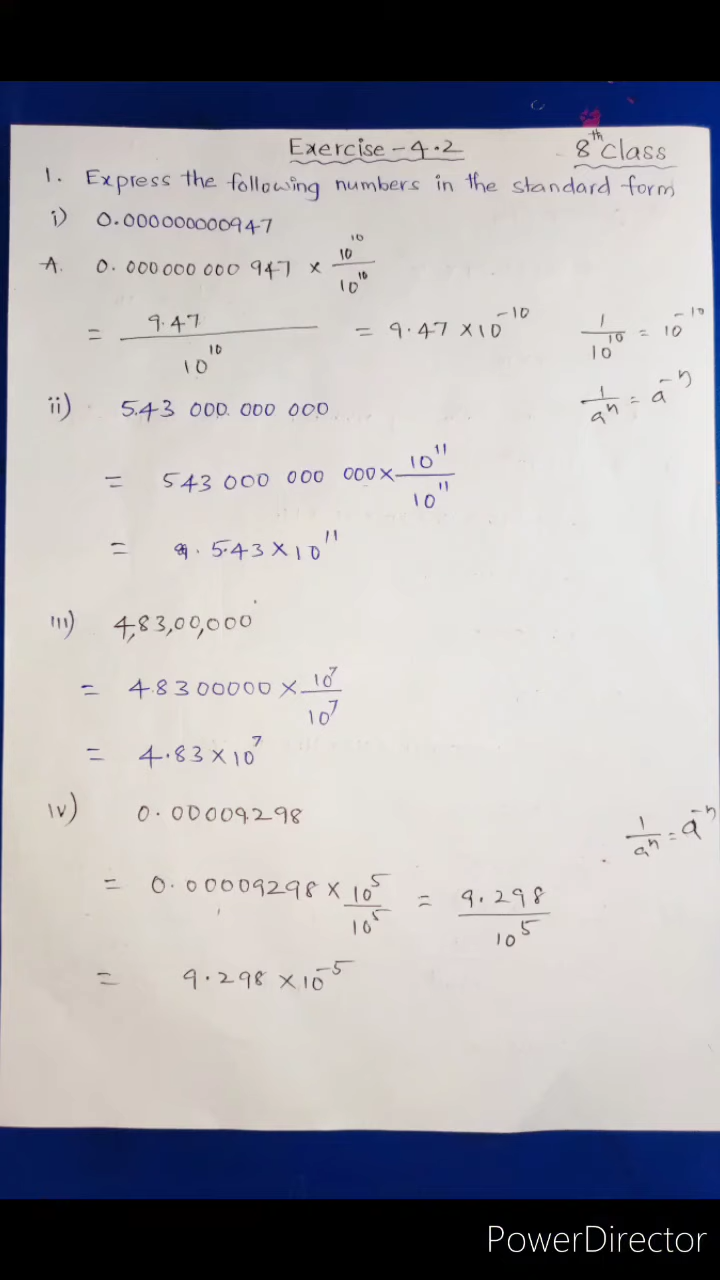 Exercise - 4.2 8th class
1. Express the following numbers in the standard form
i) 0.000000000947
A. 0.000 000 000 947 × 10^10/10^10
= 9.47/10^10 = 9.47 × 10^-10 1/10^10 = 10^-10
1/a^n = a^-n
ii) 5.43 000 000 000
= 543 000 000 000 × 10^11/10^11
= 5.43 × 10^11
iii) 4,83,00,000
= 4.8300000 × 10^7/10^7
= 4.83 × 10^7
iv) 0.00009298
1/a^n = a^-n
= 0.00009298 × 10^5/10^5 = 9.298/10^5
= 9.298 × 10^-5
PowerDirector